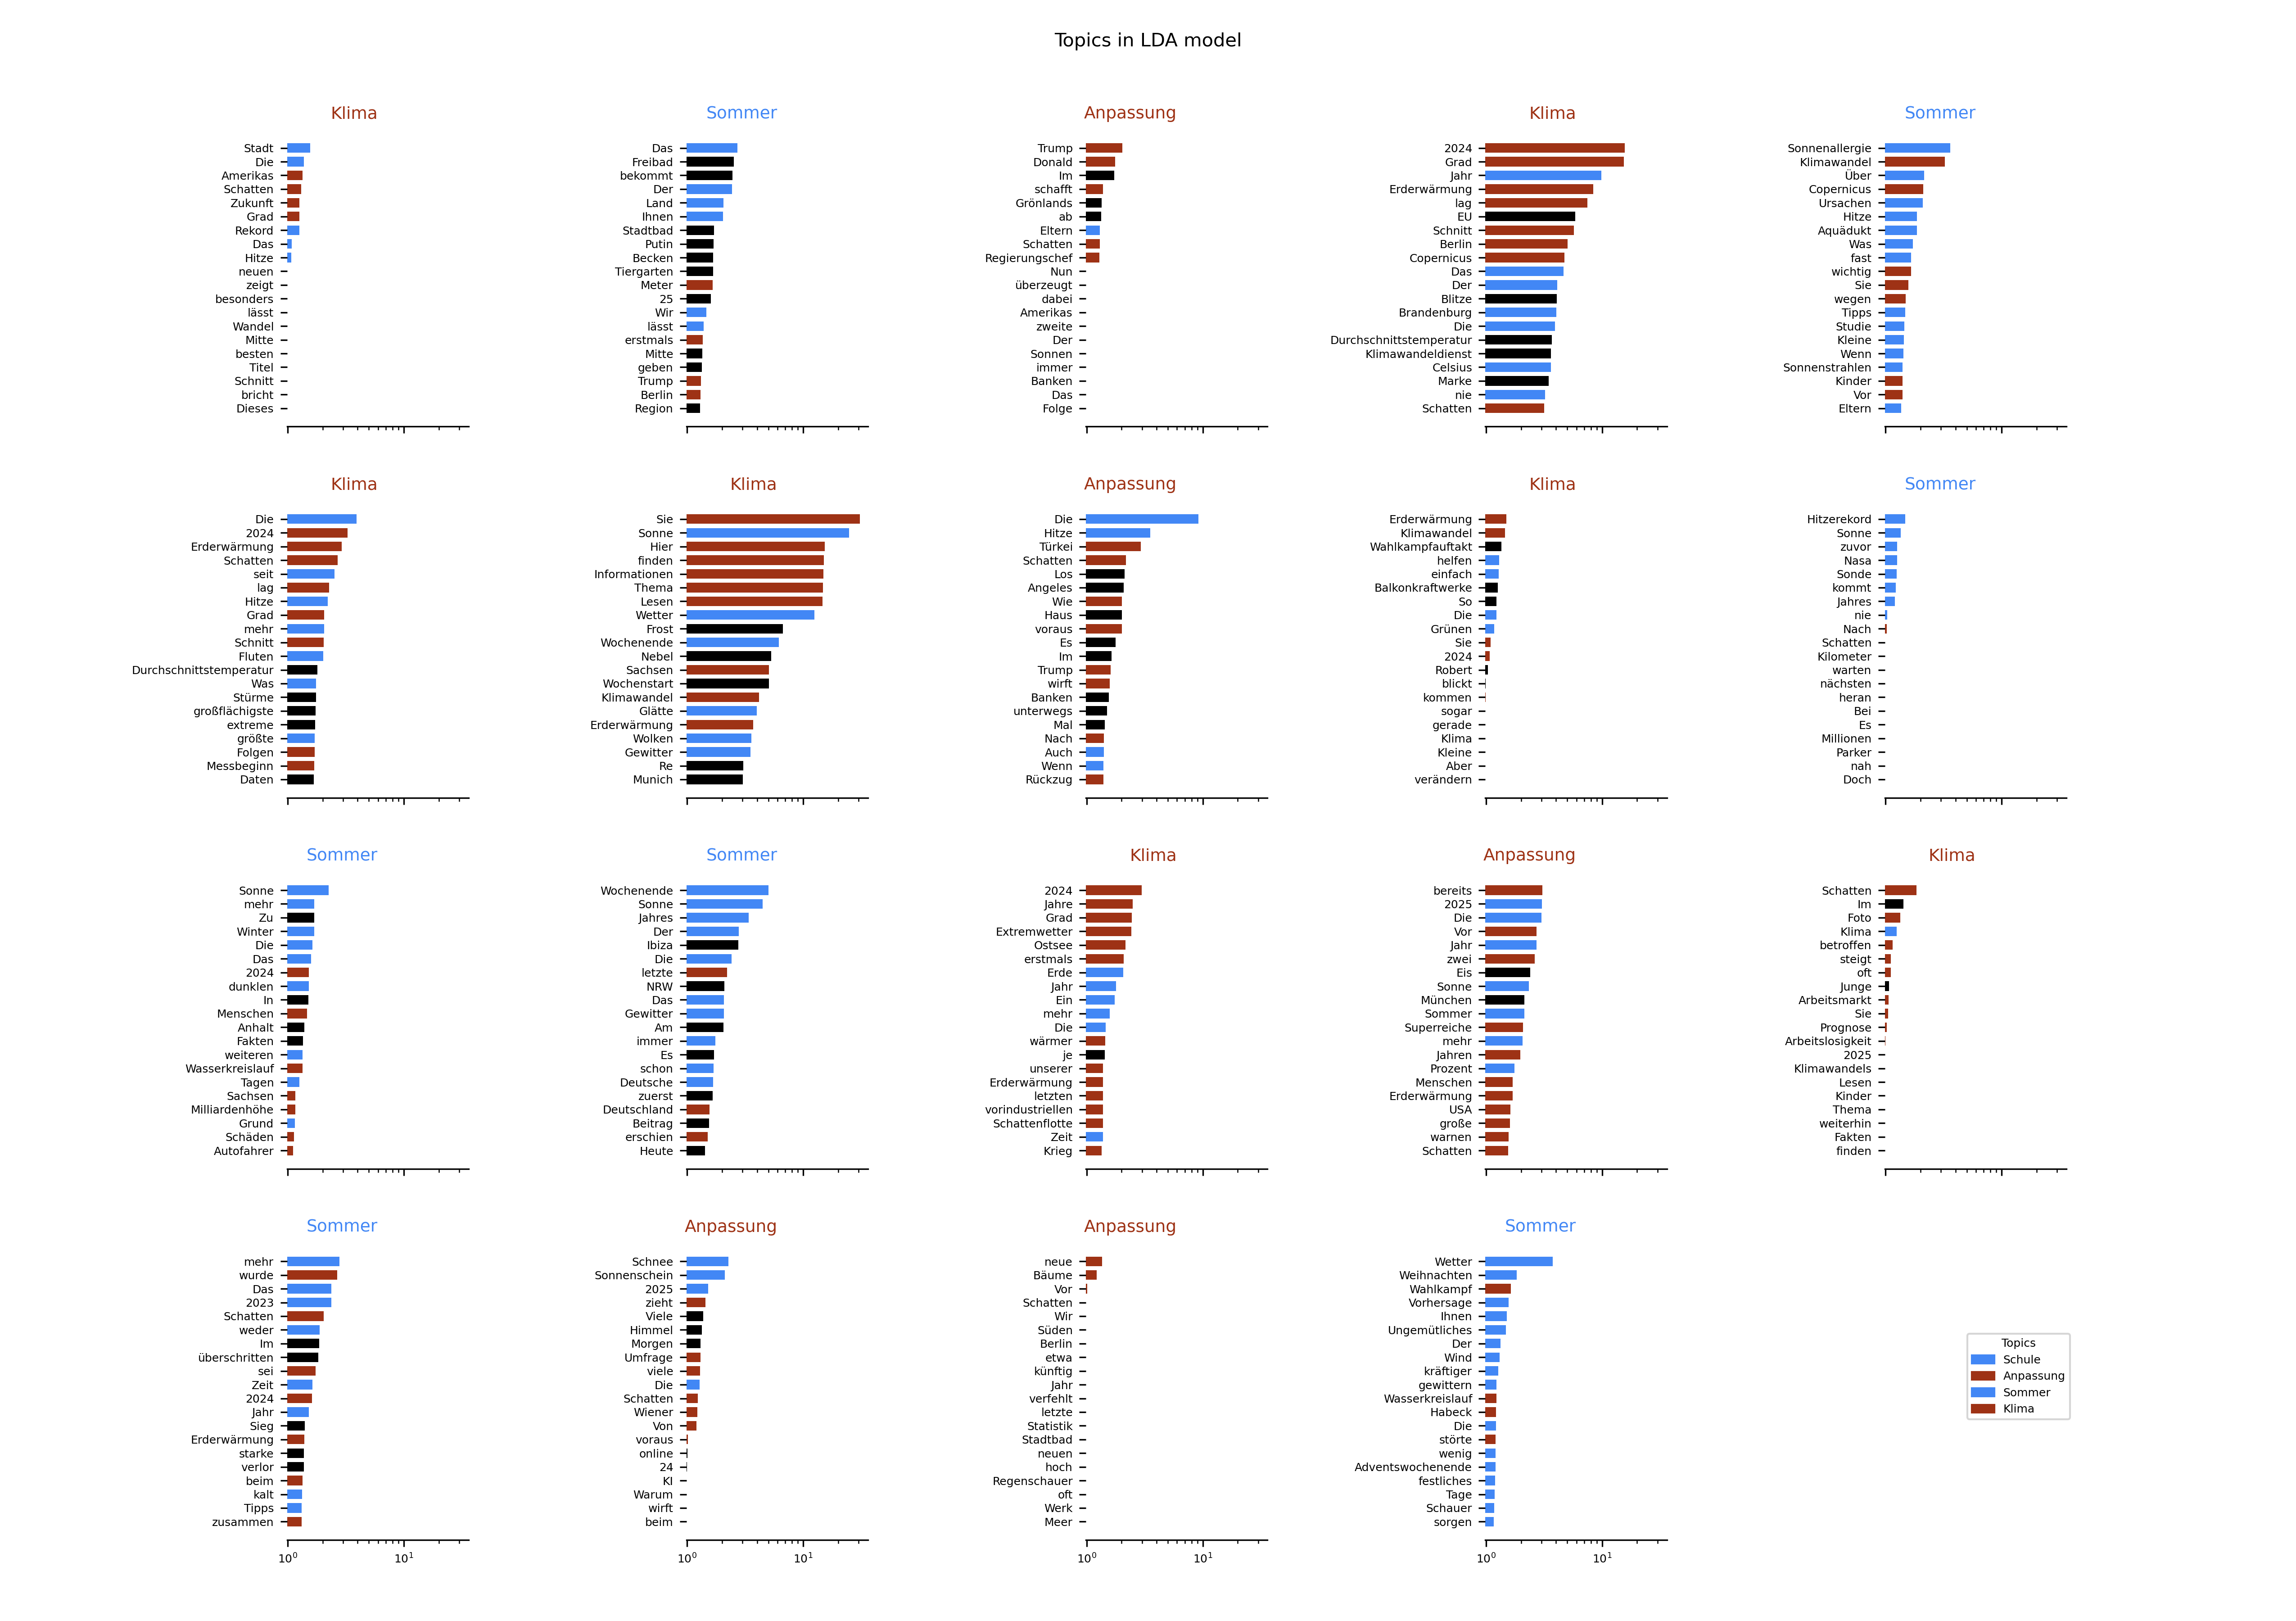 Topics in LDA model
Klima
Stadt
Die
Amerikas
Schatten
Zukunft
Grad
Rekord
Das
Hitze
neuen
zeigt
besonders
lässt
Wandel
Mitte
besten
Titel
Schnitt
bricht
Dieses
Sommer
Das
Freibad
bekommt
Der
Land
Ihnen
Stadtbad
Putin
Becken
Tiergarten
Meter
25
Wir
lässt
erstmals
Mitte
geben
Trump
Berlin
Region
Anpassung
Trump
Donald
Im
schafft
Grönlands
ab
Eltern
Schatten
Regierungschef
Nun
überzeugt
dabei
Amerikas
zweite
Der
Sonnen
immer
Banken
Das
Folge
Klima
2024
Grad
Jahr
Erderwärmung
lag
EU
Schnitt
Berlin
Copernicus
Das
Der
Blitze
Brandenburg
Die
Durchschnittstemperatur
Klimawandeldienst
Celsius
Marke
nie
Schatten
Sommer
Sonnenallergie
Klimawandel
Über
Copernicus
Ursachen
Hitze
Aquädukt
Was
fast
wichtig
Sie
wegen
Tipps
Studie
Kleine
Wenn
Sonnenstrahlen
Kinder
Vor
Eltern
Klima
Die
2024
Erderwärmung
Schatten
seit
lag
Hitze
Grad
mehr
Schnitt
Fluten
Durchschnittstemperatur
Was
Stürme
großflächigste
extreme
größte
Folgen
Messbeginn
Daten
Klima
Sie
Sonne
Hier
finden
Informationen
Thema
Lesen
Wetter
Frost
Wochenende
Nebel
Sachsen
Wochenstart
Klimawandel
Glätte
Erderwärmung
Wolken
Gewitter
Re
Munich
Anpassung
Die
Hitze
Türkei
Schatten
Los
Angeles
Wie
Haus
voraus
Es
Im
Trump
wirft
Banken
unterwegs
Mal
Nach
Auch
Wenn
Rückzug
Klima
Erderwärmung
Klimawandel
Wahlkampfauftakt
helfen
einfach
Balkonkraftwerke
So
Die
Grünen
Sie
2024
Robert
blickt
kommen
sogar
gerade
Klima
Kleine
Aber
verändern
Sommer
Hitzerekord
Sonne
zuvor
Nasa
Sonde
kommt
Jahres
nie
Nach
Schatten
Kilometer
warten
nächsten
heran
Bei
Es
Millionen
Parker
nah
Doch
Sommer
Sonne
mehr
Zu
Winter
Die
Das
2024
dunklen
In
Menschen
Anhalt
Fakten
weiteren
Wasserkreislauf
Tagen
Sachsen
Milliardenhöhe
Grund
Schäden
Autofahrer
Sommer
Wochenende
Sonne
Jahres
Der
Ibiza
Die
letzte
NRW
Das
Gewitter
Am
immer
Es
schon
Deutsche
zuerst
Deutschland
Beitrag
erschien
Heute
Klima
2024
Jahre
Grad
Extremwetter
Ostsee
erstmals
Erde
Jahr
Ein
mehr
Die
wärmer
je
unserer
Erderwärmung
letzten
vorindustriellen
Schattenflotte
Zeit
Krieg
Anpassung
bereits
2025
Die
Vor
Jahr
zwei
Eis
Sonne
München
Sommer
Superreiche
mehr
Jahren
Prozent
Menschen
Erderwärmung
USA
große
warnen
Schatten
Klima
Schatten
Im
Foto
Klima
betroffen
steigt
oft
Junge
Arbeitsmarkt
Sie
Prognose
Arbeitslosigkeit
2025
Klimawandels
Lesen
Kinder
Thema
weiterhin
Fakten
finden
Sommer
mehr
wurde
Das
2023
Schatten
weder
Im
überschritten
sei
Zeit
2024
Jahr
Sieg
Erderwärmung
starke
verlor
beim
kalt
Tipps
zusammen
10⁰ 10¹
Anpassung
Schnee
Sonnenschein
2025
zieht
Viele
Himmel
Morgen
Umfrage
viele
Die
Schatten
Wiener
Von
voraus
online
24
KI
Warum
wirft
beim
10⁰ 10¹
Anpassung
neue
Bäume
Vor
Schatten
Wir
Süden
Berlin
etwa
künftig
Jahr
verfehlt
letzte
Statistik
Stadtbad
neuen
hoch
Regenschauer
oft
Werk
Meer
10⁰ 10¹
Sommer
Wetter
Weihnachten
Wahlkampf
Vorhersage
Ihnen
Ungemütliches
Der
Wind
kräftiger
gewittern
Wasserkreislauf
Habeck
Die
störte
wenig
Adventswochenende
festliches
Tage
Schauer
sorgen
10⁰ 10¹
Topics
Schule
Anpassung
Sommer
Klima